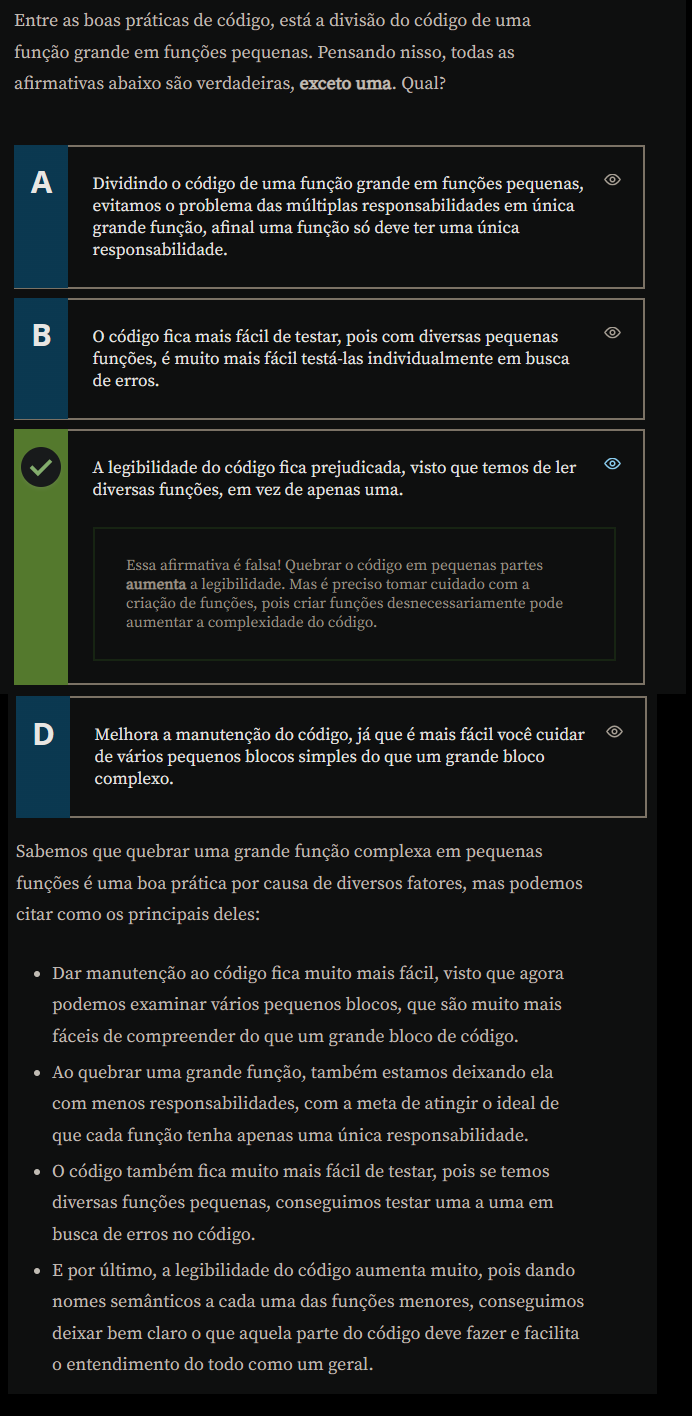 Entre as boas práticas de código, está a divisão do código de uma
função grande em funções pequenas. Pensando nisso, todas as
afirmativas abaixo são verdadeiras, exceto uma. Qual?
A
Dividindo o código de uma função grande em funções pequenas,
evitamos o problema das múltiplas responsabilidades em única
grande função, afinal uma função só deve ter uma única
responsabilidade.
B
O código fica mais fácil de testar, pois com diversas pequenas
funções, é muito mais fácil testá-las individualmente em busca
de erros.
A legibilidade do código fica prejudicada, visto que temos de ler
diversas funções, em vez de apenas uma.
Essa afirmativa é falsa! Quebrar o código em pequenas partes
aumenta a legibilidade. Mas é preciso tomar cuidado com a
criação de funções, pois criar funções desnecessariamente pode
aumentar a complexidade do código.
D
Melhora a manutenção do código, já que é mais fácil você cuidar
de vários pequenos blocos simples do que um grande bloco
complexo.
Sabemos que quebrar uma grande função complexa em pequenas
funções é uma boa prática por causa de diversos fatores, mas podemos
citar como os principais deles:
• Dar manutenção ao código fica muito mais fácil, visto que agora
podemos examinar vários pequenos blocos, que são muito mais
fáceis de compreender do que um grande bloco de código.
• Ao quebrar uma grande função, também estamos deixando ela
com menos responsabilidades, com a meta de atingir o ideal de
que cada função tenha apenas uma única responsabilidade.
• O código também fica muito mais fácil de testar, pois se temos
diversas funções pequenas, conseguimos testar uma a uma em
busca de erros no código.
• E por último, a legibilidade do código aumenta muito, pois dando
nomes semânticos a cada uma das funções menores, conseguimos
deixar bem claro o que aquela parte do código deve fazer e facilita
o entendimento do todo como um geral.